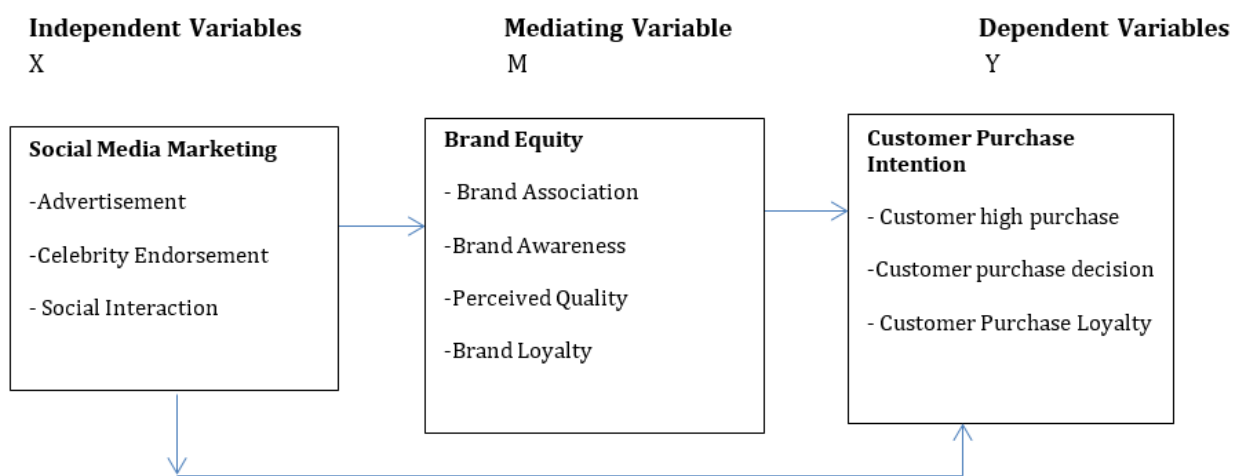 Independent Variables
X
Mediating Variable
M
Dependent Variables
Y
Social Media Marketing
-Advertisement
-Celebrity Endorsement
- Social Interaction
Brand Equity
- Brand Association
-Brand Awareness
-Perceived Quality
-Brand Loyalty
Customer Purchase
Intention
- Customer high purchase
-Customer purchase decision
- Customer Purchase Loyalty